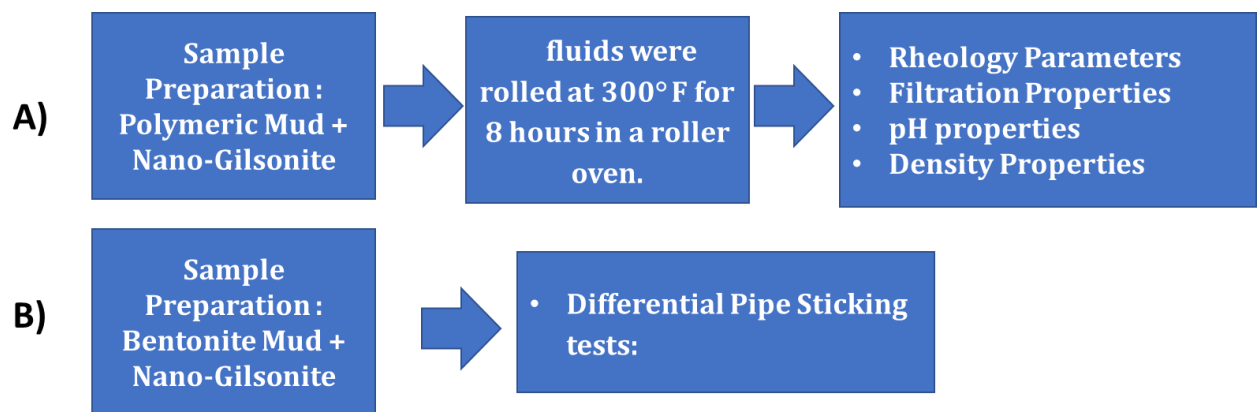 A)
Sample
Preparation :
Polymeric Mud +
Nano-Gilsonite
fluids were
rolled at 300° F for
8 hours in a roller
oven.
• Rheology Parameters
• Filtration Properties
• pH properties
• Density Properties
B)
Sample
Preparation :
Bentonite Mud +
Nano-Gilsonite
• Differential Pipe Sticking
tests: